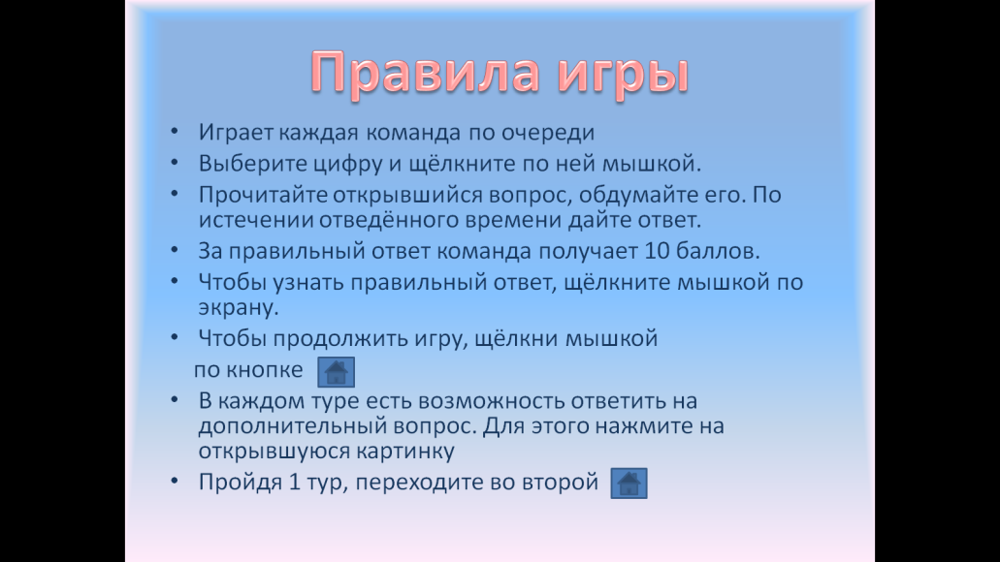 Правила игры
• Играет каждая команда по очереди
• Выберите цифру и щёлкните по ней мышкой.
• Прочитайте открывшийся вопрос, обдумайте его. По
истечении отведённого времени дайте ответ.
• За правильный ответ команда получает 10 баллов.
• Чтобы узнать правильный ответ, щёлкните мышкой по
экрану.
• Чтобы продолжить игру, щёлкни мышкой
по кнопке
• В каждом туре есть возможность ответить на
дополнительный вопрос. Для этого нажмите на
открывшуюся картинку
• Пройдя 1 тур, переходите во второй